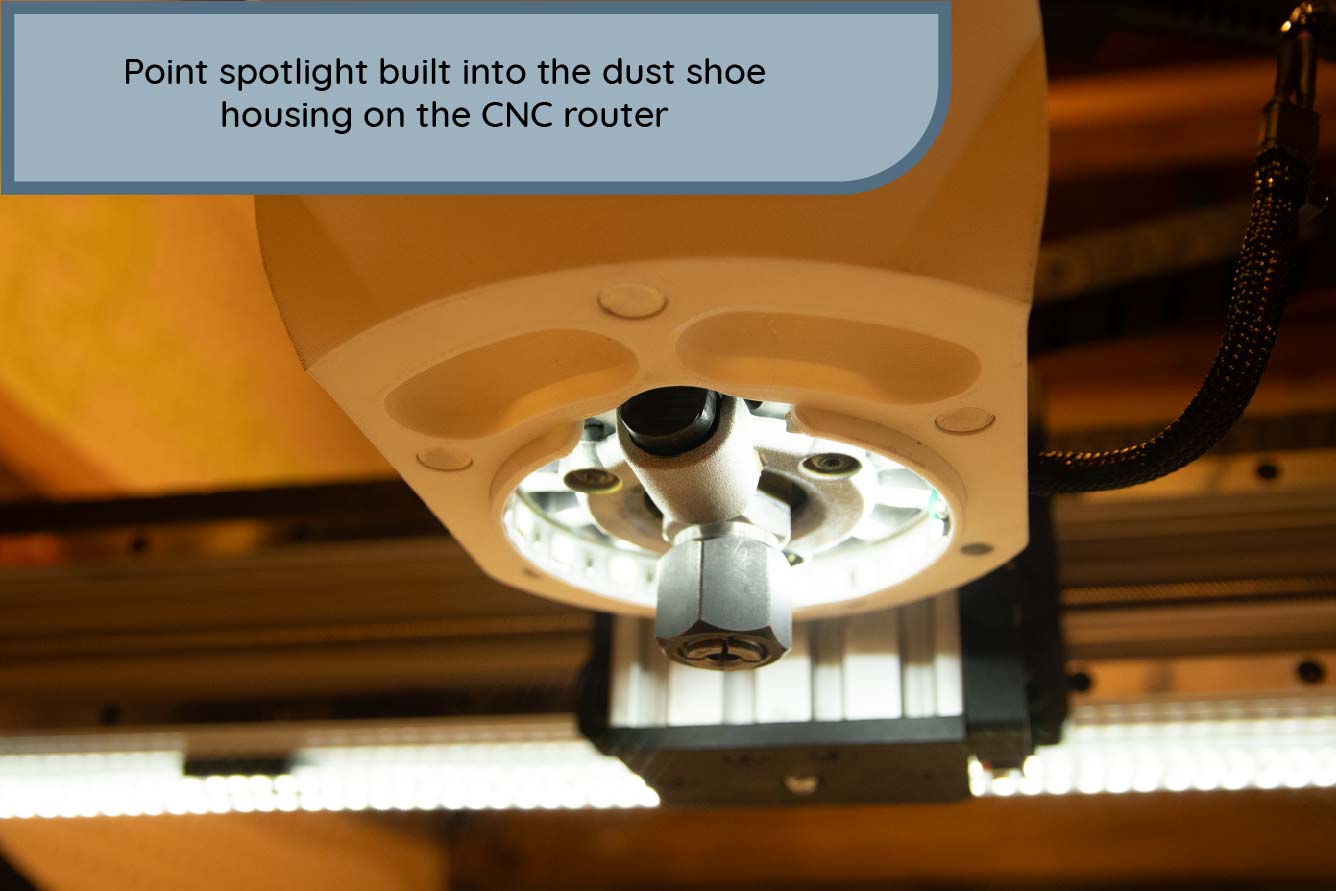 Point spotlight built into the dust shoe
housing on the CNC router